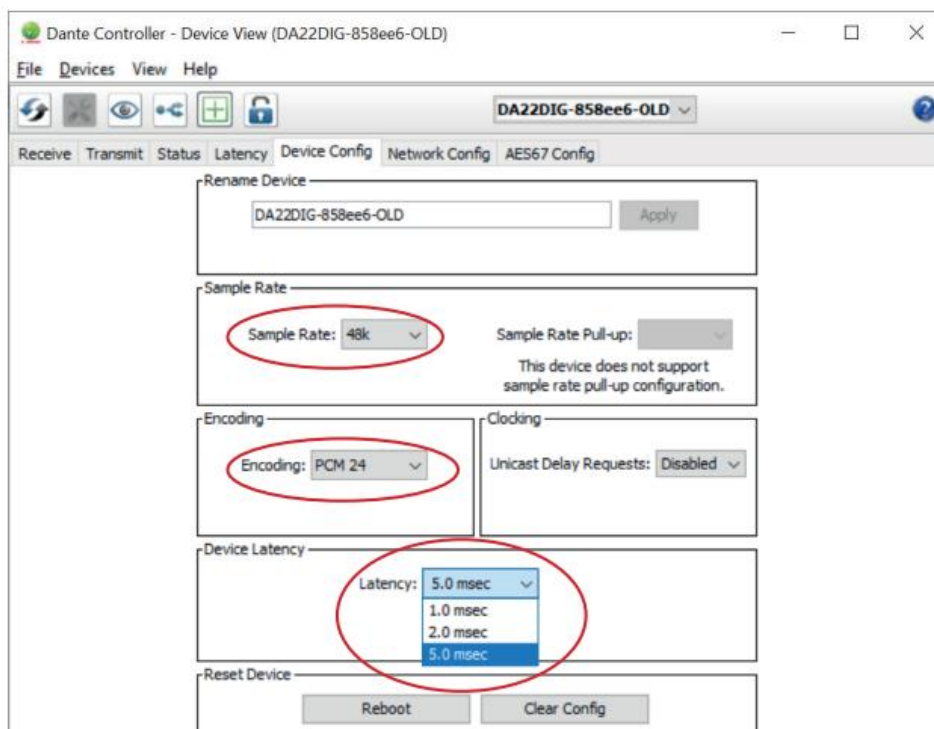 Dante Controller - Device View (DA22DIG-858ee6-OLD)
File Devices View Help
DA22DIG-858ee6-OLD
?
Receive Transmit Status Latency Device Config Network Config AES67 Config
Rename Device
DA22DIG-858ee6-OLD Apply
Sample Rate
Sample Rate: 48k Sample Rate Pull-up:
This device does not support
sample rate pull-up configuration.
Encoding Clocking
Encoding: PCM 24 Unicast Delay Requests: Disabled
Device Latency
Latency: 5.0 msec
1.0 msec
2.0 msec
5.0 msec
Reset Device
Reboot Clear Config